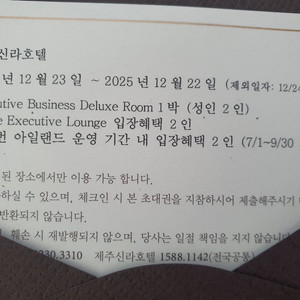 신라호텔
년 12월 23일 ~ 2025년 12월 22일 (제외일자: 12/24
utive Business Deluxe Room 1박 (성인 2인)
e Executive Lounge 입장혜택 2인
번 아일랜드 운영 기간 내 입장혜택 2인 (7/1~9/30
된 장소에서만 이용 가능 합니다.
하실 수 있으며, 체크인 시 본 초대권을 지참하시어 제출해주시기
반환되지 않습니다.
훼손 시 재발행되지 않으며, 당사는 일절 책임을 지지 않습니다.
230.3310 제주신라호텔 1588.1142(전국공통)